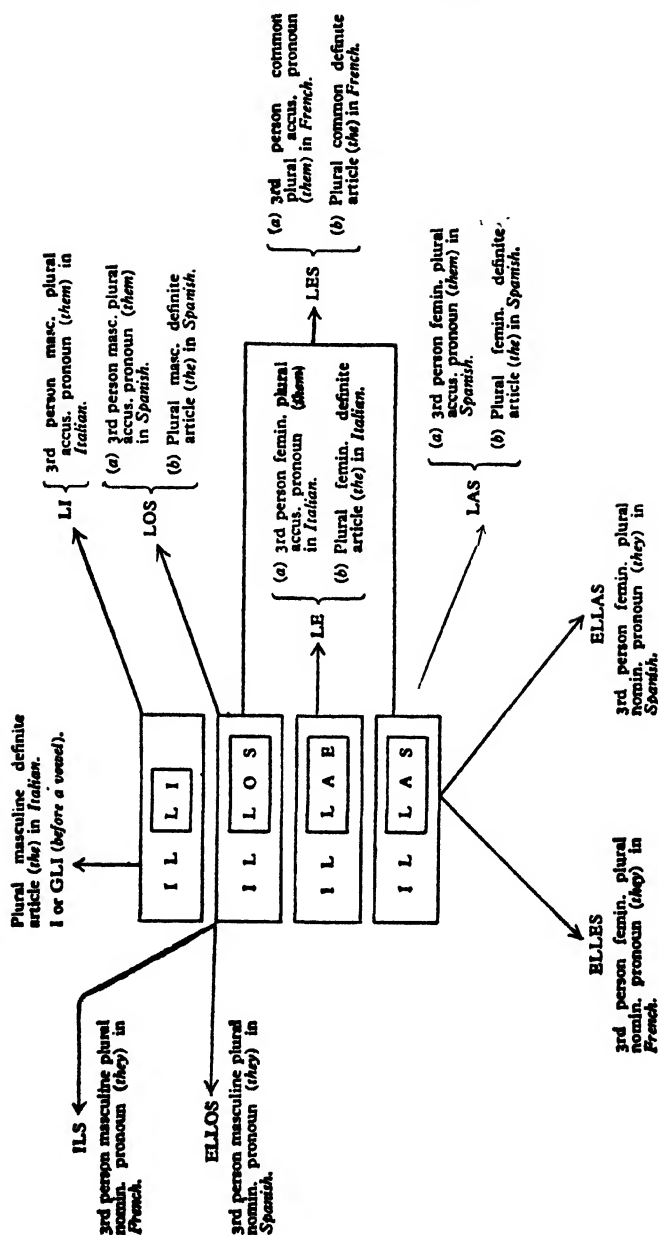 Plural masculine definite
article (the) in Italian.
I or GLI (before a vowel).
ILS
3rd person masculine plural
nomin. pronoun (they) in
French.
ELLOS
3rd person masculine plural
nomin. pronoun (they) in
Spanish.
I L L I
I L L O S
I L L A E
I L L A S
LI
3rd person masc. plural
accus. pronoun (them) in
Italian.
LOS
(a) 3rd person masc. plural
accus. pronoun (them)
in Spanish.
(b) Plural masc. definite
article (the) in Spanish.
LE
(a) 3rd person femin. plural
accus. pronoun (them)
in Italian.
(b) Plural femin. definite
article (the) in Italian.
LES
(a) 3rd person common
plural accus. pronoun
(them) in French.
(b) Plural common definite
article (the) in French.
LAS
(a) 3rd person femin. plural
accus. pronoun (them) in
Spanish.
(b) Plural femin. definite
article (the) in Spanish.
ELLES
3rd person femin. plural
nomin. pronoun (they) in
French.
ELLAS
3rd person femin. plural
nomin. pronoun (they) in
Spanish.